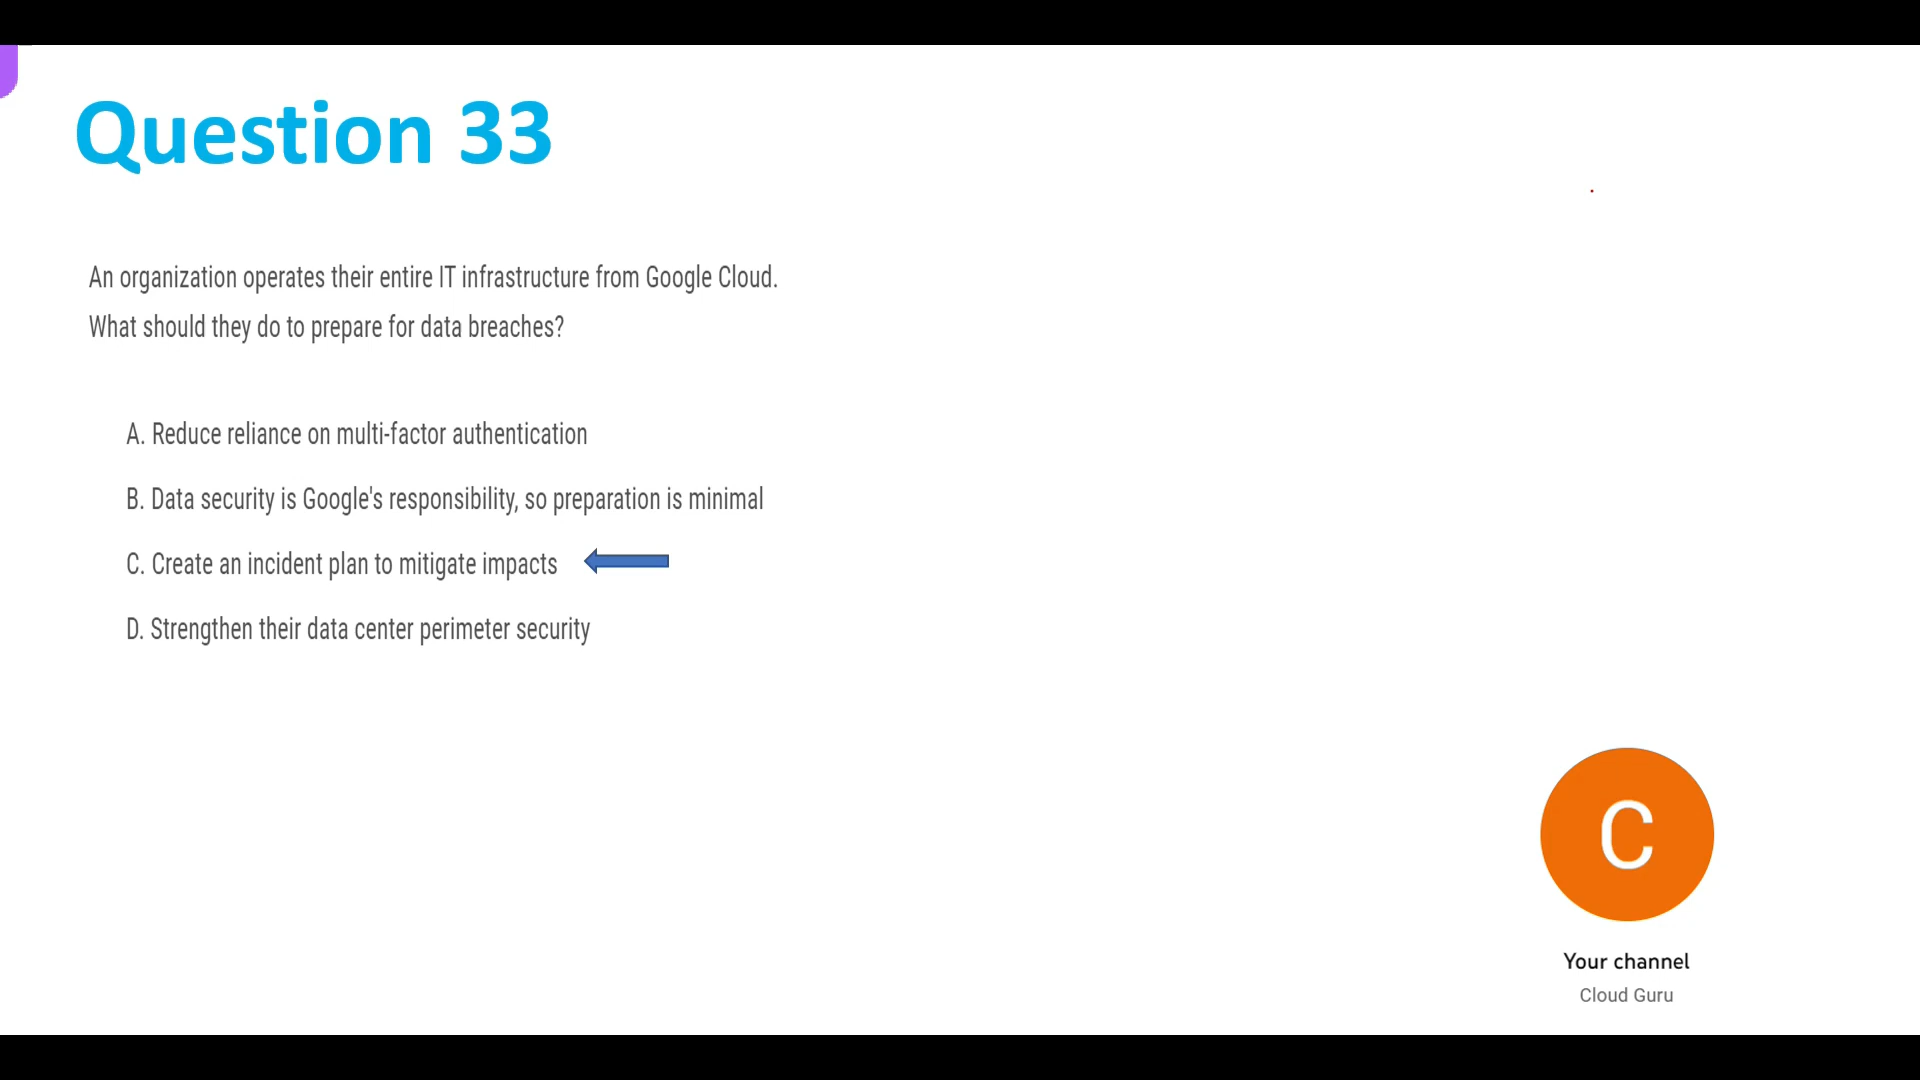 Question 33
An organization operates their entire IT infrastructure from Google Cloud.
What should they do to prepare for data breaches?
A. Reduce reliance on multi-factor authentication
B. Data security is Google's responsibility, so preparation is minimal
C. Create an incident plan to mitigate impacts
D. Strengthen their data center perimeter security
C
Your channel
Cloud Guru